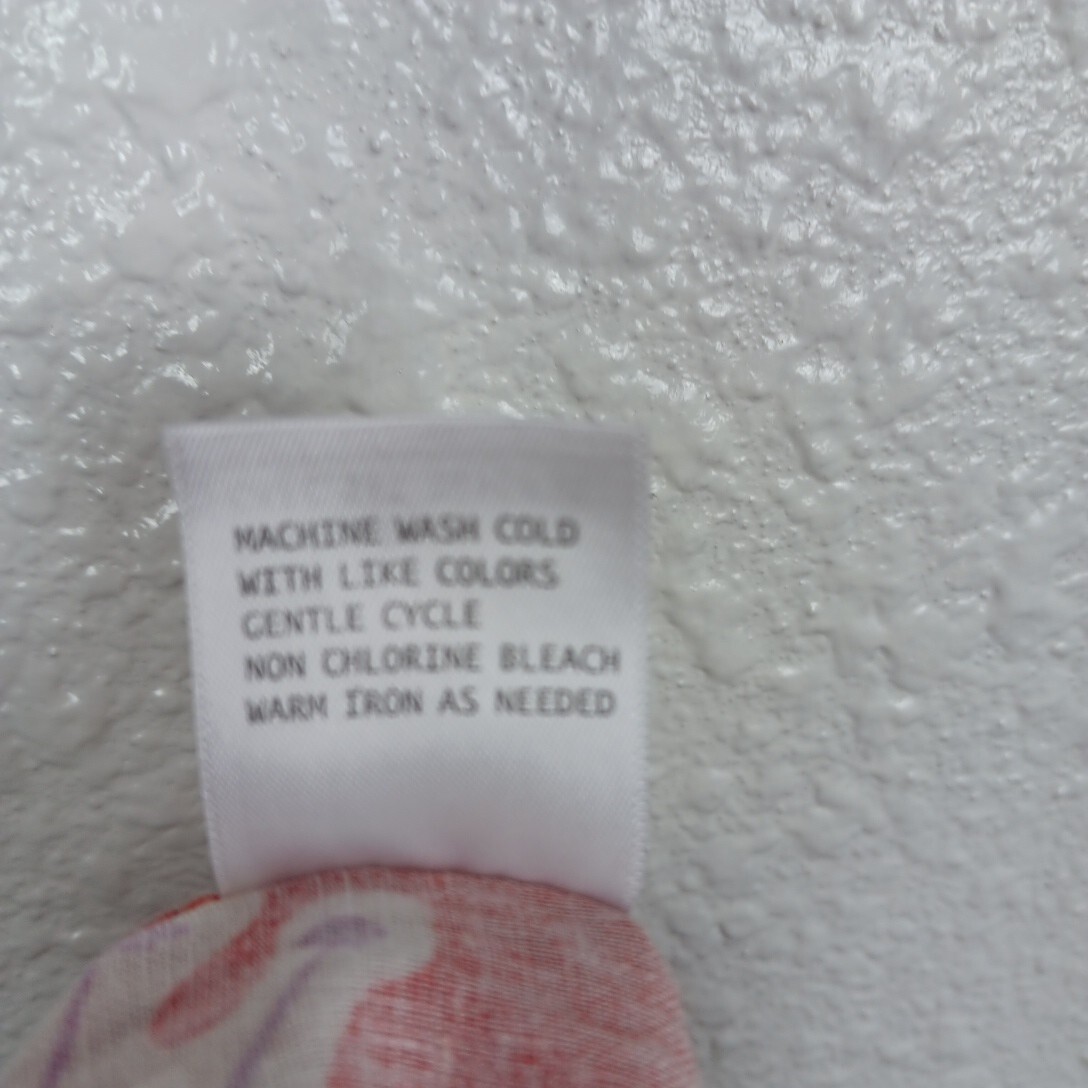 MACHINE WASH COLD
WITH LIKE COLORS
GENTLE CYCLE
NON CHLORINE BLEACH
WARM IRON AS NEEDED